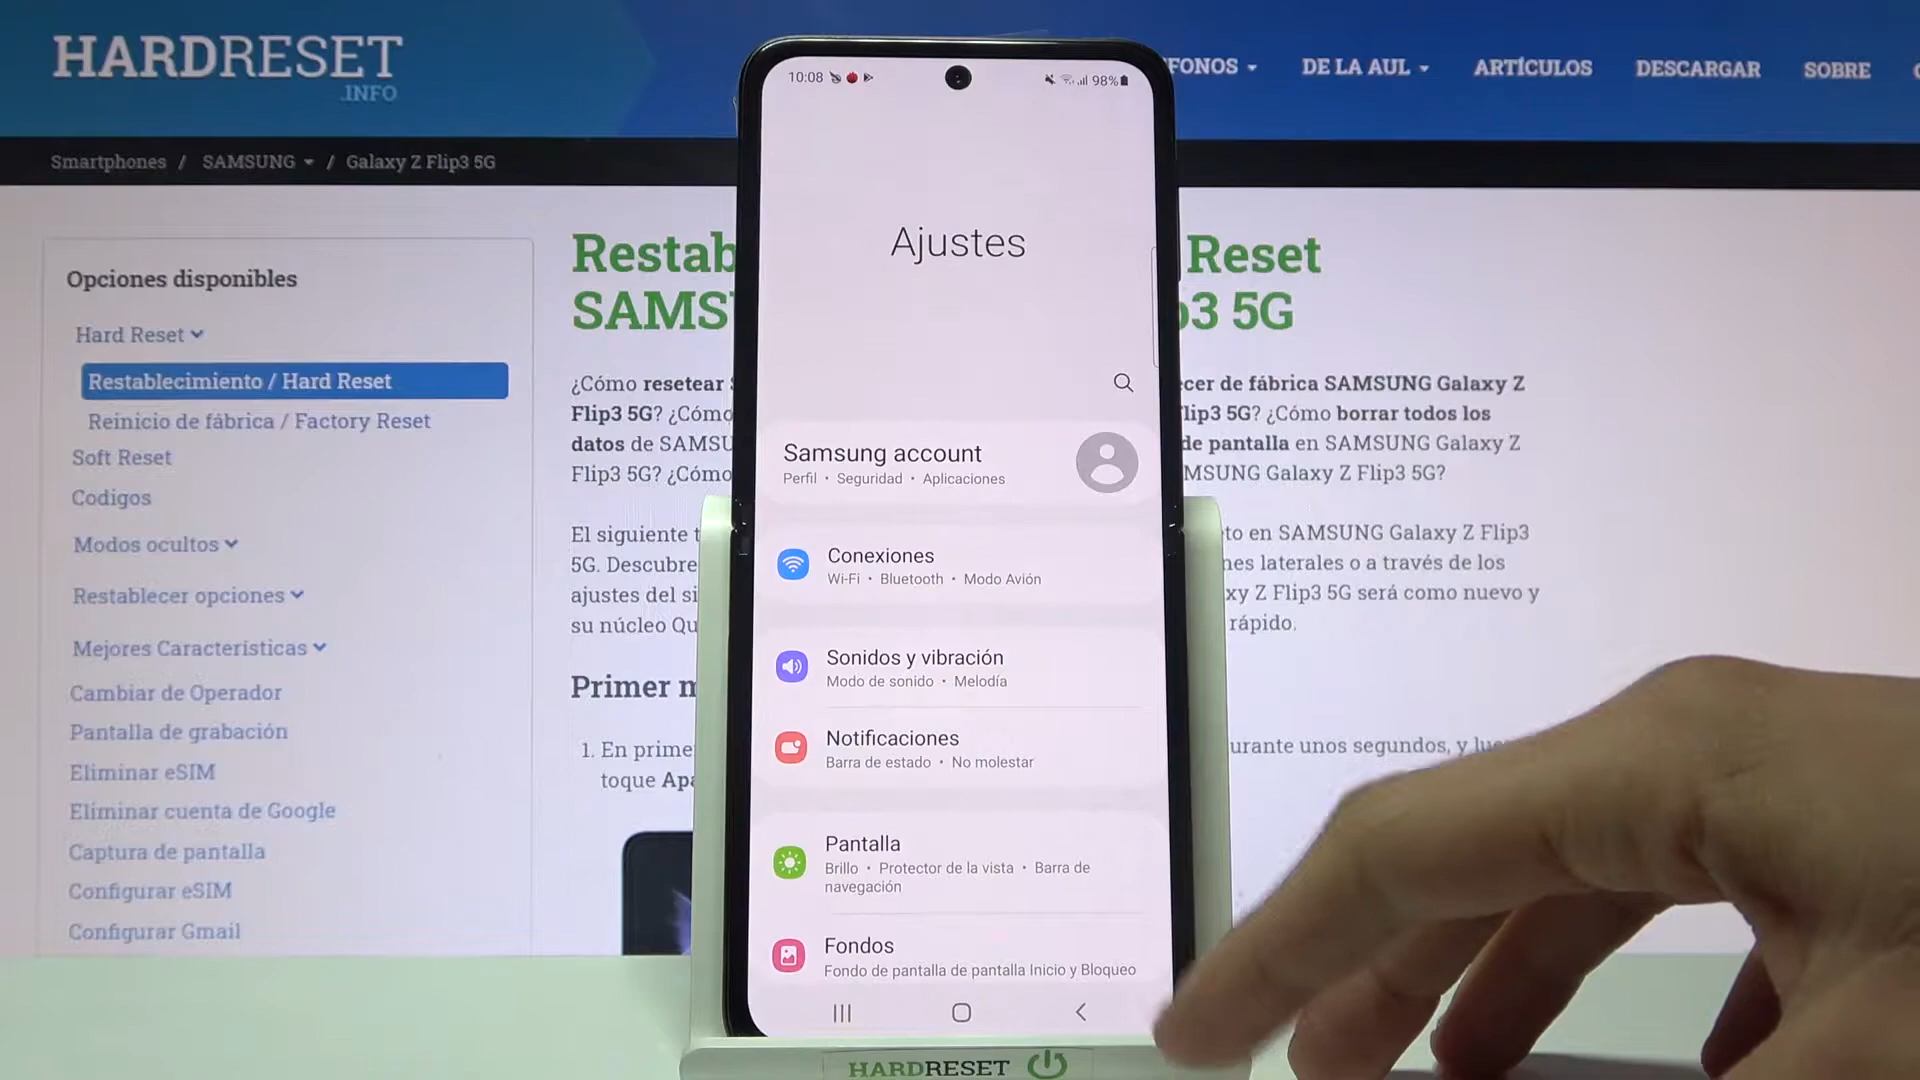 HARDRESET
.INFO
FONOS
DE LA AUL
ARTÍCULOS
DESCARGAR
SOBRE
Smartphones / SAMSUNG / Galaxy Z Flip3 5G
Opciones disponibles
Hard Reset
Restablecimiento / Hard Reset
Reinicio de fábrica / Factory Reset
Soft Reset
Codigos
Modos ocultos
Restablecer opciones
Mejores Características
Cambiar de Operador
Pantalla de grabación
Eliminar eSIM
Eliminar cuenta de Google
Captura de pantalla
Configurar eSIM
Configurar Gmail
Restab
Reset
SAMS
p3 5G
¿Cómo resetear
cer de fábrica SAMSUNG Galaxy Z
Flip3 5G? ¿Cómo
lip3 5G? ¿Cómo borrar todos los
datos de SAMSU
de pantalla en SAMSUNG Galaxy Z
Flip3 5G? ¿Cómo
MSUNG Galaxy Z Flip3 5G?
El siguiente t
to en SAMSUNG Galaxy Z Flip3
5G. Descubre
nes laterales o a través de los
ajustes del si
xy Z Flip3 5G será como nuevo y
su núcleo Qu
rápido.
Primer m
1. En prime
urante unos segundos, y lue
toque Apa
10:08
98%
Ajustes
Samsung account
Perfil • Seguridad • Aplicaciones
Conexiones
Wi-Fi • Bluetooth • Modo Avión
Sonidos y vibración
Modo de sonido • Melodía
Notificaciones
Barra de estado • No molestar
Pantalla
Brillo • Protector de la vista • Barra de
navegación
Fondos
Fondo de pantalla de pantalla Inicio y Bloqueo
HARDRESET